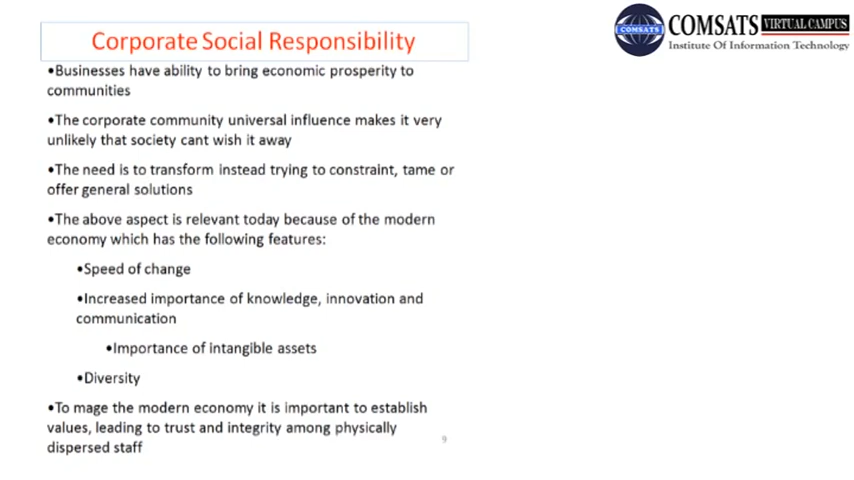 Corporate Social Responsibility
COMSATS VIRTUAL CAMPUS
COMSATS
Institute Of Information Technology
•Businesses have ability to bring economic prosperity to
communities
•The corporate community universal influence makes it very
unlikely that society cant wish it away
•The need is to transform instead trying to constraint, tame or
offer general solutions
•The above aspect is relevant today because of the modern
economy which has the following features:
•Speed of change
•Increased importance of knowledge, innovation and
communication
•Importance of intangible assets
•Diversity
•To mage the modern economy it is important to establish
values, leading to trust and integrity among physically
dispersed staff
9